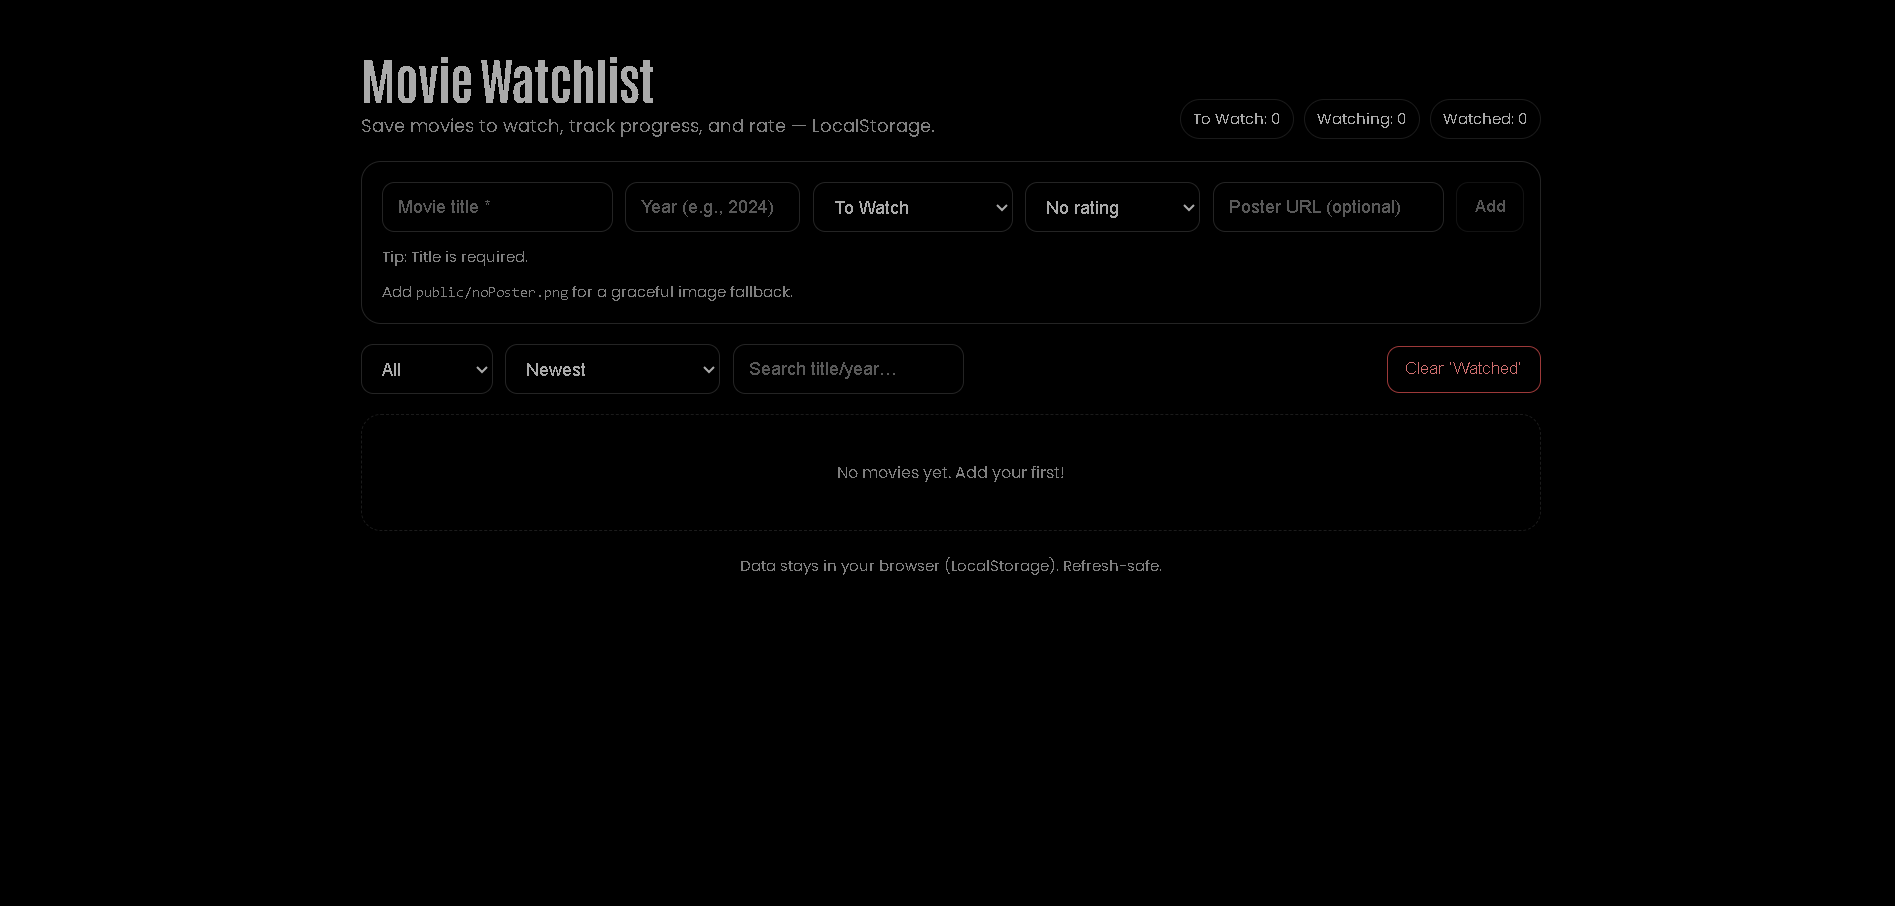 Movie Watchlist
Save movies to watch, track progress, and rate — LocalStorage.
To Watch: 0
Watching: 0
Watched: 0
Movie title *
Year (e.g., 2024)
To Watch
No rating
Poster URL (optional)
Add
Tip: Title is required.
Add public/noPoster.png for a graceful image fallback.
All
Newest
Search title/year...
Clear 'Watched'
No movies yet. Add your first!
Data stays in your browser (LocalStorage). Refresh-safe.